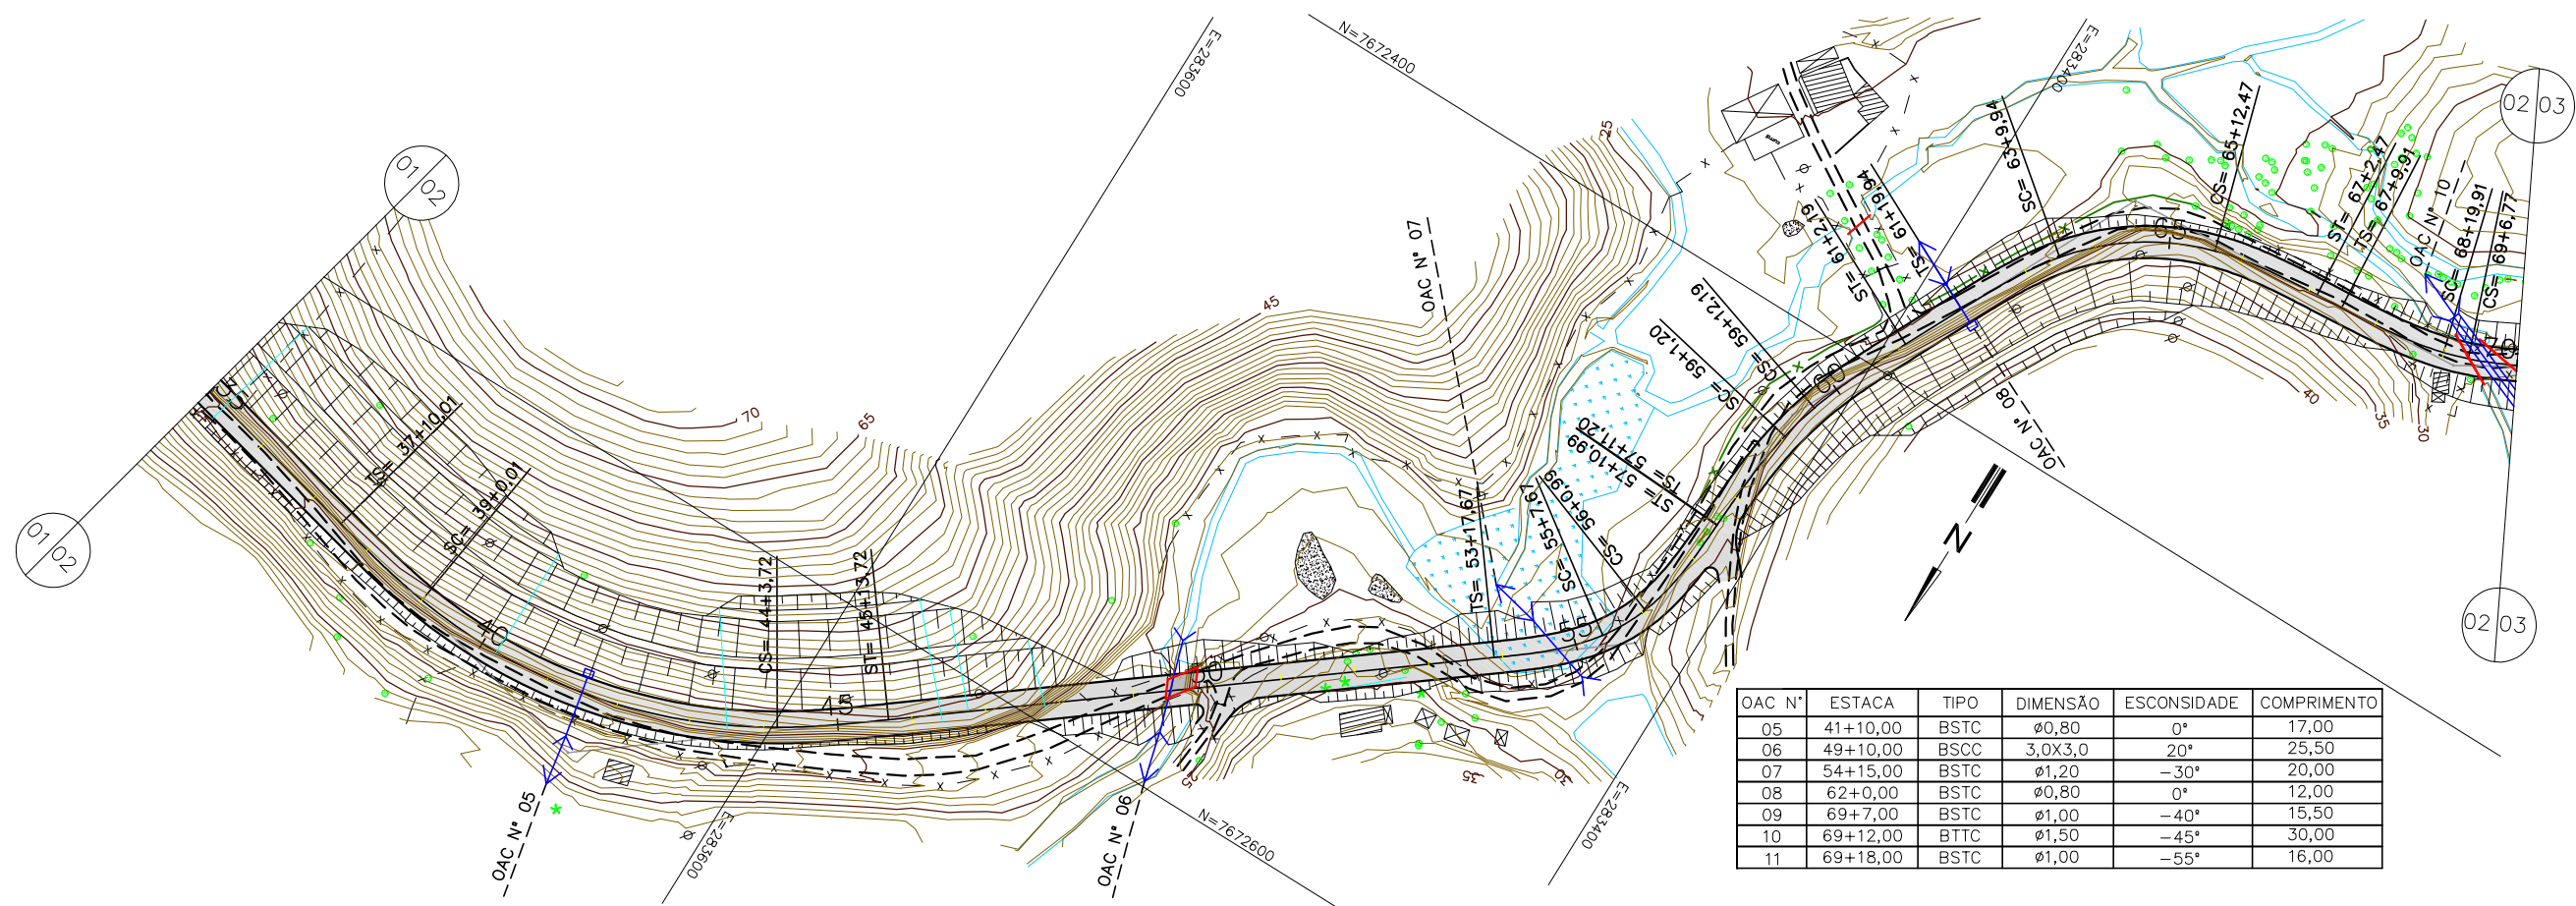 01 02
01 02
35
TS= 37+10,01
SC= 39+0,01
40
CS= 44+3,72
ST= 45+13,72
45
70
65
45
E=283600
E=283600
N=7672400
N=7672600
OAC N° 05
OAC N° 06
OAC N° 07
25
25
50
35
30
TS= 53+17,67
SC= 55+7,67
CS= 56+0,99
55
ST= 57+10,99
TS= 57+11,20
SC= 59+1,20
CS= 59+12,19
60
ST= 61+2,19
TS= 61+19,94
SC= 63+9,94
E=283400
E=283400
65
CS= 65+12,47
ST= 67+2,47
TS= 67+9,91
OAC N° 10
SC= 68+19,91
CS= 69+6,77
70
OAC N° 08
40
35
30
N
02 03
02 03
OAC N° ESTACA TIPO DIMENSÃO ESCONSIDADE COMPRIMENTO
05 41+10,00 BSTC ø0,80 0° 17,00
06 49+10,00 BSCC 3,0X3,0 20° 25,50
07 54+15,00 BSTC ø1,20 −30° 20,00
08 62+0,00 BSTC ø0,80 0° 12,00
09 69+7,00 BSTC ø1,00 −40° 15,50
10 69+12,00 BTTC ø1,50 −45° 30,00
11 69+18,00 BSTC ø1,00 −55° 16,00